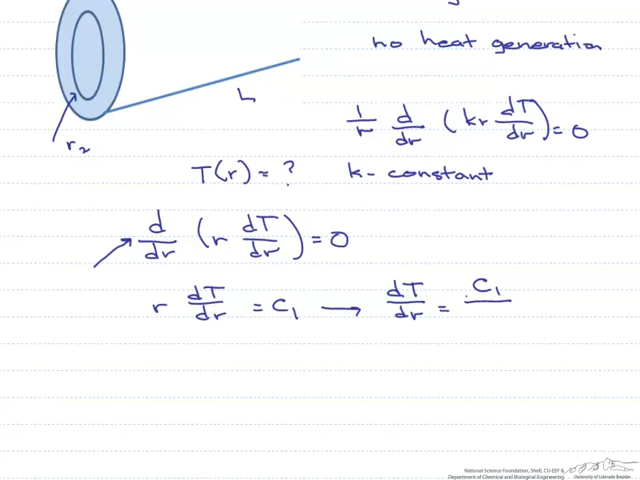 no heat generation
L
1/r d/dr (kr dT/dr) = 0
r₂
T(r) = ? k - constant
d/dr (r dT/dr) = 0
r dT/dr = C₁ → dT/dr = C₁
National Science Foundation, Shell, CU-EEF &
Department of Chemical and Biological Engineering
University of Colorado Boulder